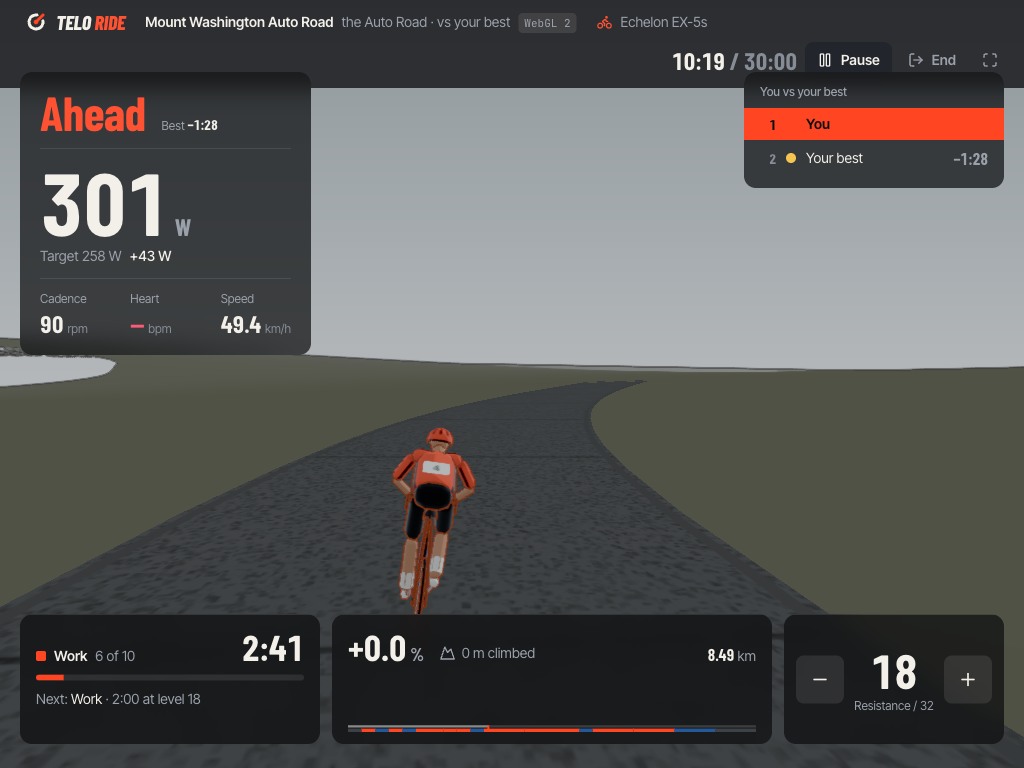 TELO RIDE Mount Washington Auto Road the Auto Road · vs your best WebGL 2 Echelon EX-5s
10:19 / 30:00 Pause End
Ahead Best −1:28
301 W
Target 258 W +43 W
Cadence Heart Speed
90 rpm – bpm 49.4 km/h
You vs your best
1 You
2 Your best −1:28
Work 6 of 10 2:41
Next: Work · 2:00 at level 18
+0.0 % 0 m climbed 8.49 km
− 18 +
Resistance / 32